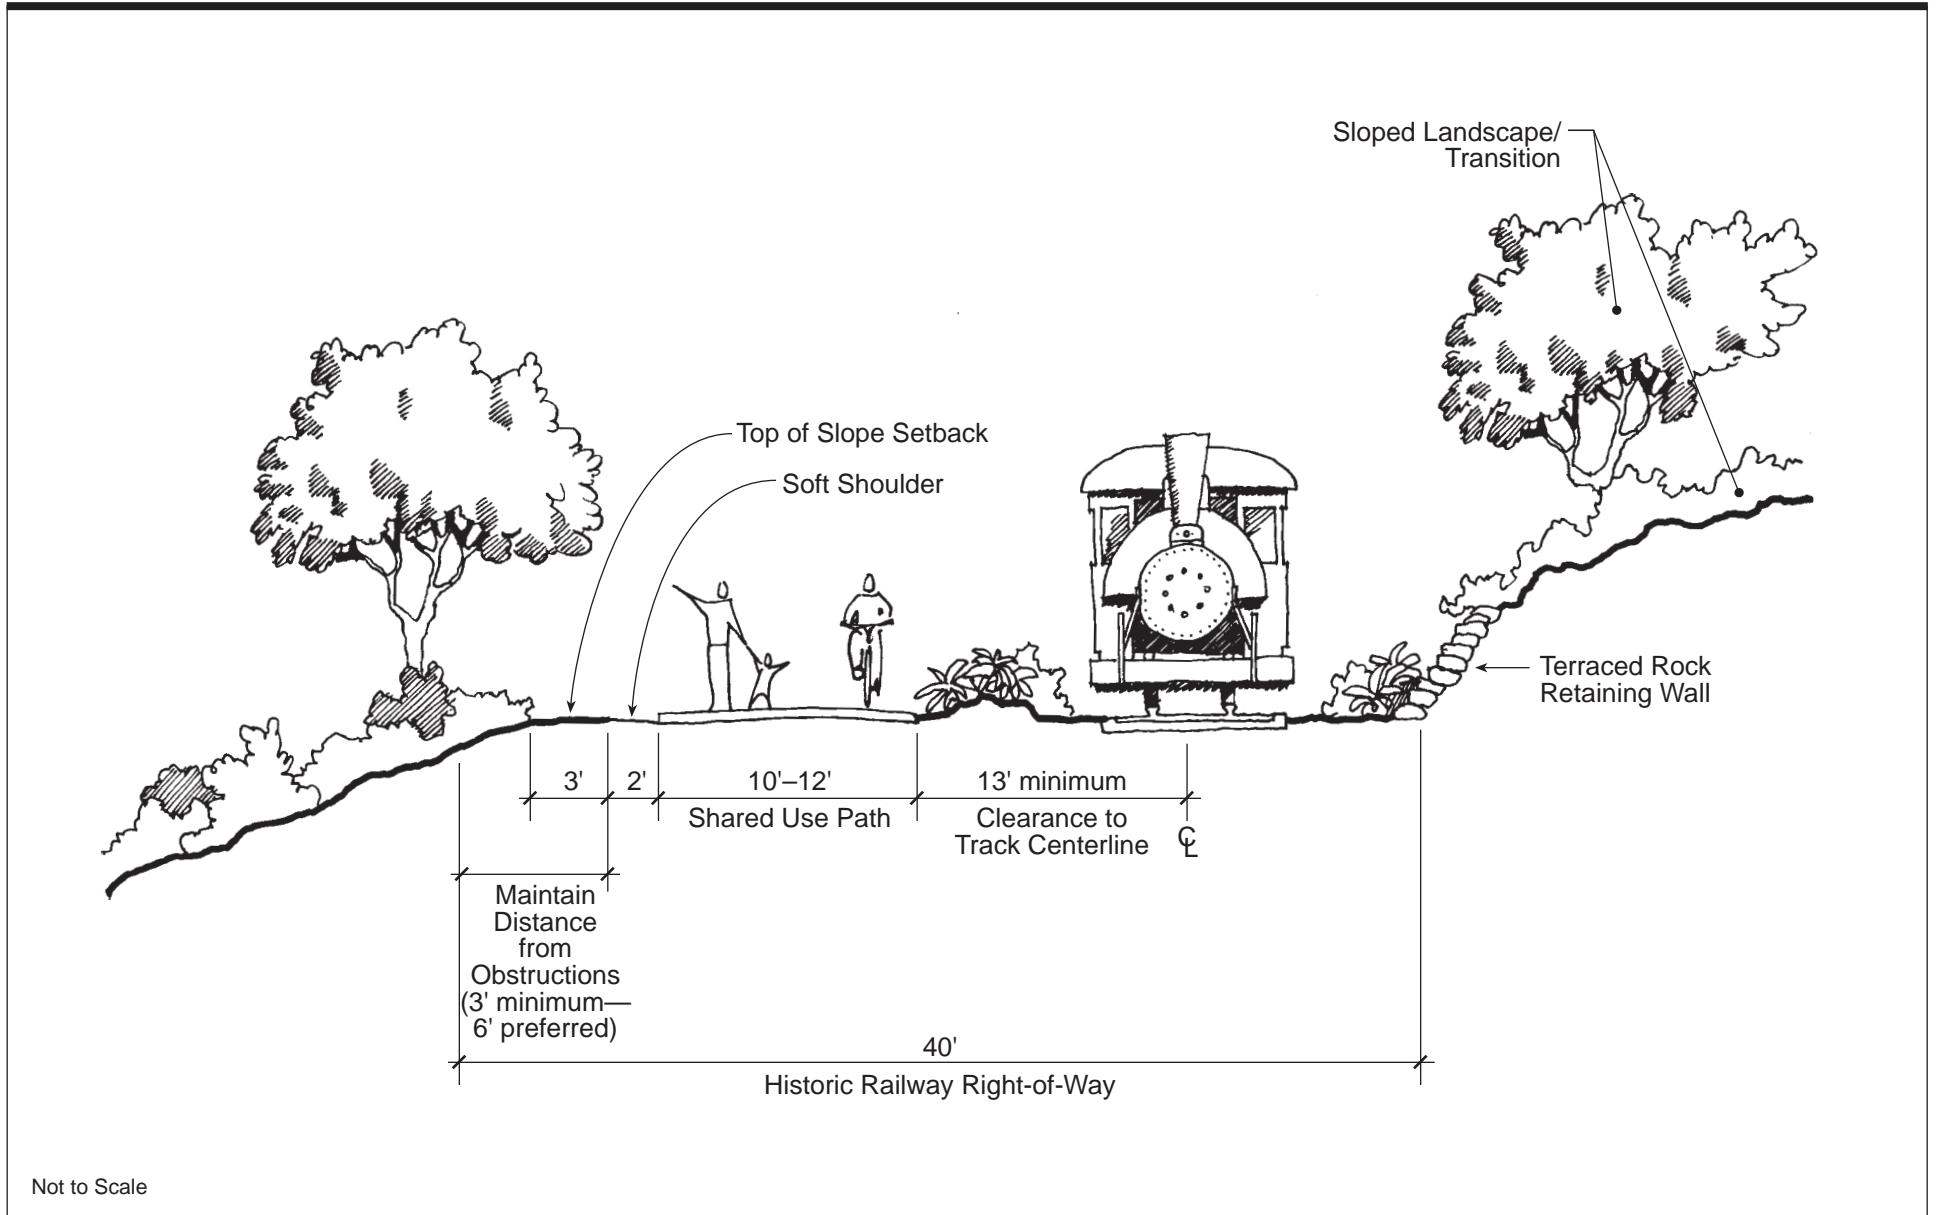 Sloped Landscape/
Transition
Top of Slope Setback
Soft Shoulder
Terraced Rock
Retaining Wall
3'
2'
10'–12'
13' minimum
Shared Use Path
Clearance to
Track Centerline
℄
Maintain
Distance
from
Obstructions
(3' minimum—
6' preferred)
40'
Historic Railway Right-of-Way
Not to Scale